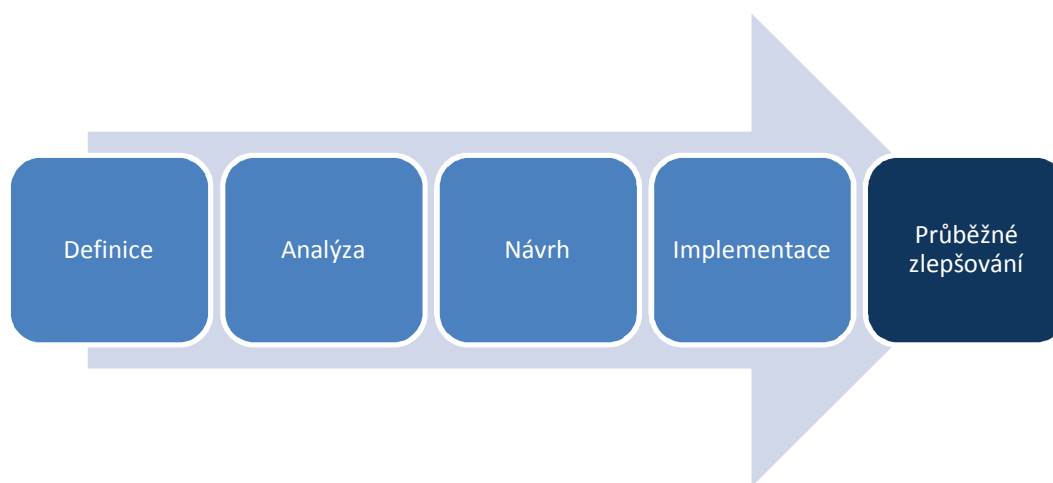 Definice
Analýza
Návrh
Implementace
Průběžné
zlepšování